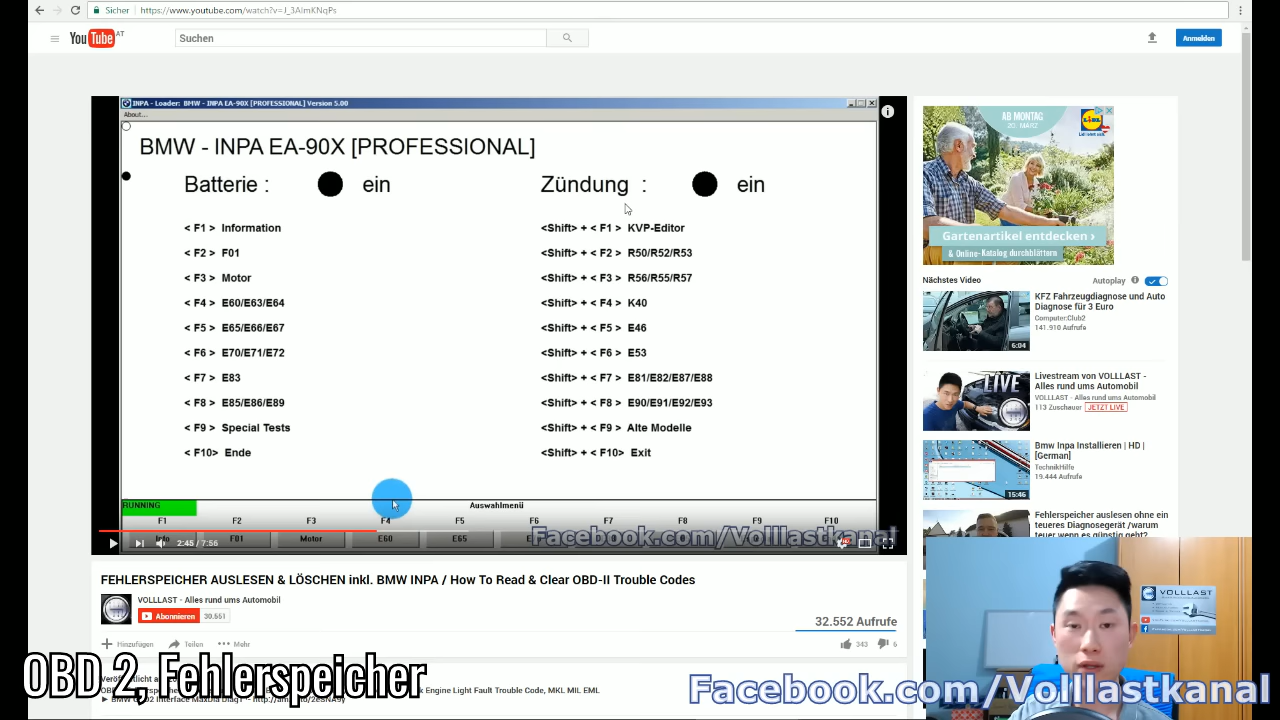 Sicher https://www.youtube.com/watch?v=J_3AlmKNqPs
YouTube AT
Suchen
Anmelden
INPA - Loader: BMW - INPA EA-90X [PROFESSIONAL] Version 5.00
About...
BMW - INPA EA-90X [PROFESSIONAL]
Batterie : ein Zündung : ein
< F1 > Information <Shift> + < F1 > KVP-Editor
< F2 > F01 <Shift> + < F2 > R50/R52/R53
< F3 > Motor <Shift> + < F3 > R56/R55/R57
< F4 > E60/E63/E64 <Shift> + < F4 > K40
< F5 > E65/E66/E67 <Shift> + < F5 > E46
< F6 > E70/E71/E72 <Shift> + < F6 > E53
< F7 > E83 <Shift> + < F7 > E81/E82/E87/E88
< F8 > E85/E86/E89 <Shift> + < F8 > E90/E91/E92/E93
< F9 > Special Tests <Shift> + < F9 > Alte Modelle
< F10> Ende <Shift> + < F10> Exit
RUNNING Auswahlmenü
F1 F2 F3 F4 F5 F6 F7 F8 F9 F10
Info F01 Motor E60 E65
Facebook.com/Volllastkanal
2:45 / 7:56
FEHLERSPEICHER AUSLESEN & LÖSCHEN inkl. BMW INPA / How To Read & Clear OBD-II Trouble Codes
VOLLLAST - Alles rund ums Automobil
Abonnieren 30.551
32.552 Aufrufe
Hinzufügen Teilen Mehr
343 6
AB MONTAG
20. MÄRZ
LIDL
Gartenartikel entdecken ›
& Online-Katalog durchblättern
Nächstes Video Autoplay
KFZ Fahrzeugdiagnose und Auto
Diagnose für 3 Euro
Computer:Club2
141.910 Aufrufe
6:04
Livestream von VOLLLAST -
Alles rund ums Automobil
VOLLLAST - Alles rund ums Automobil
113 Zuschauer JETZT LIVE
LIVE
Bmw Inpa Installieren | HD |
[German]
TechnikHilfe
19.444 Aufrufe
15:46
Fehlerspeicher auslesen ohne ein
teueres Diagnosegerät /warum
teuer wenn es günstig geht?
VOLLLAST
OBD 2, Fehlerspeicher
Engine Light Fault Trouble Code, MKL MIL EML
Facebook.com/Volllastkanal